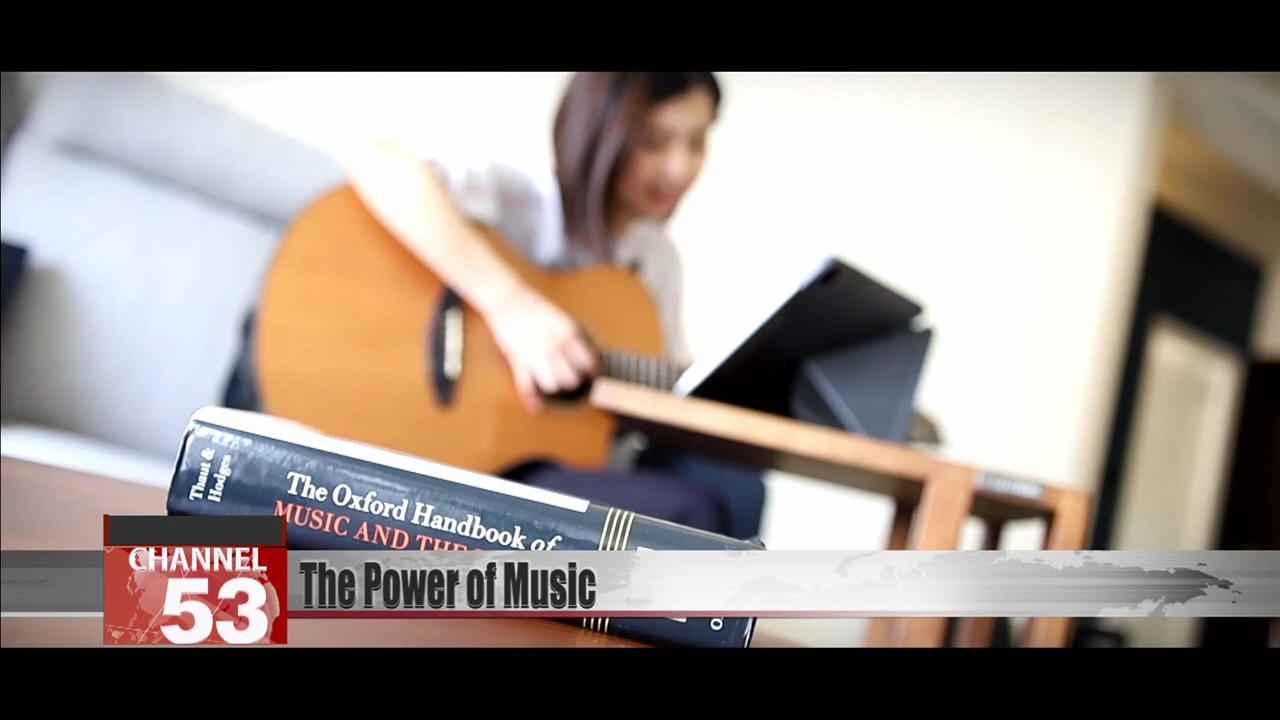 Thaut &
Hodges
The Oxford Handbook of
MUSIC AND THE
CHANNEL
53
The Power of Music